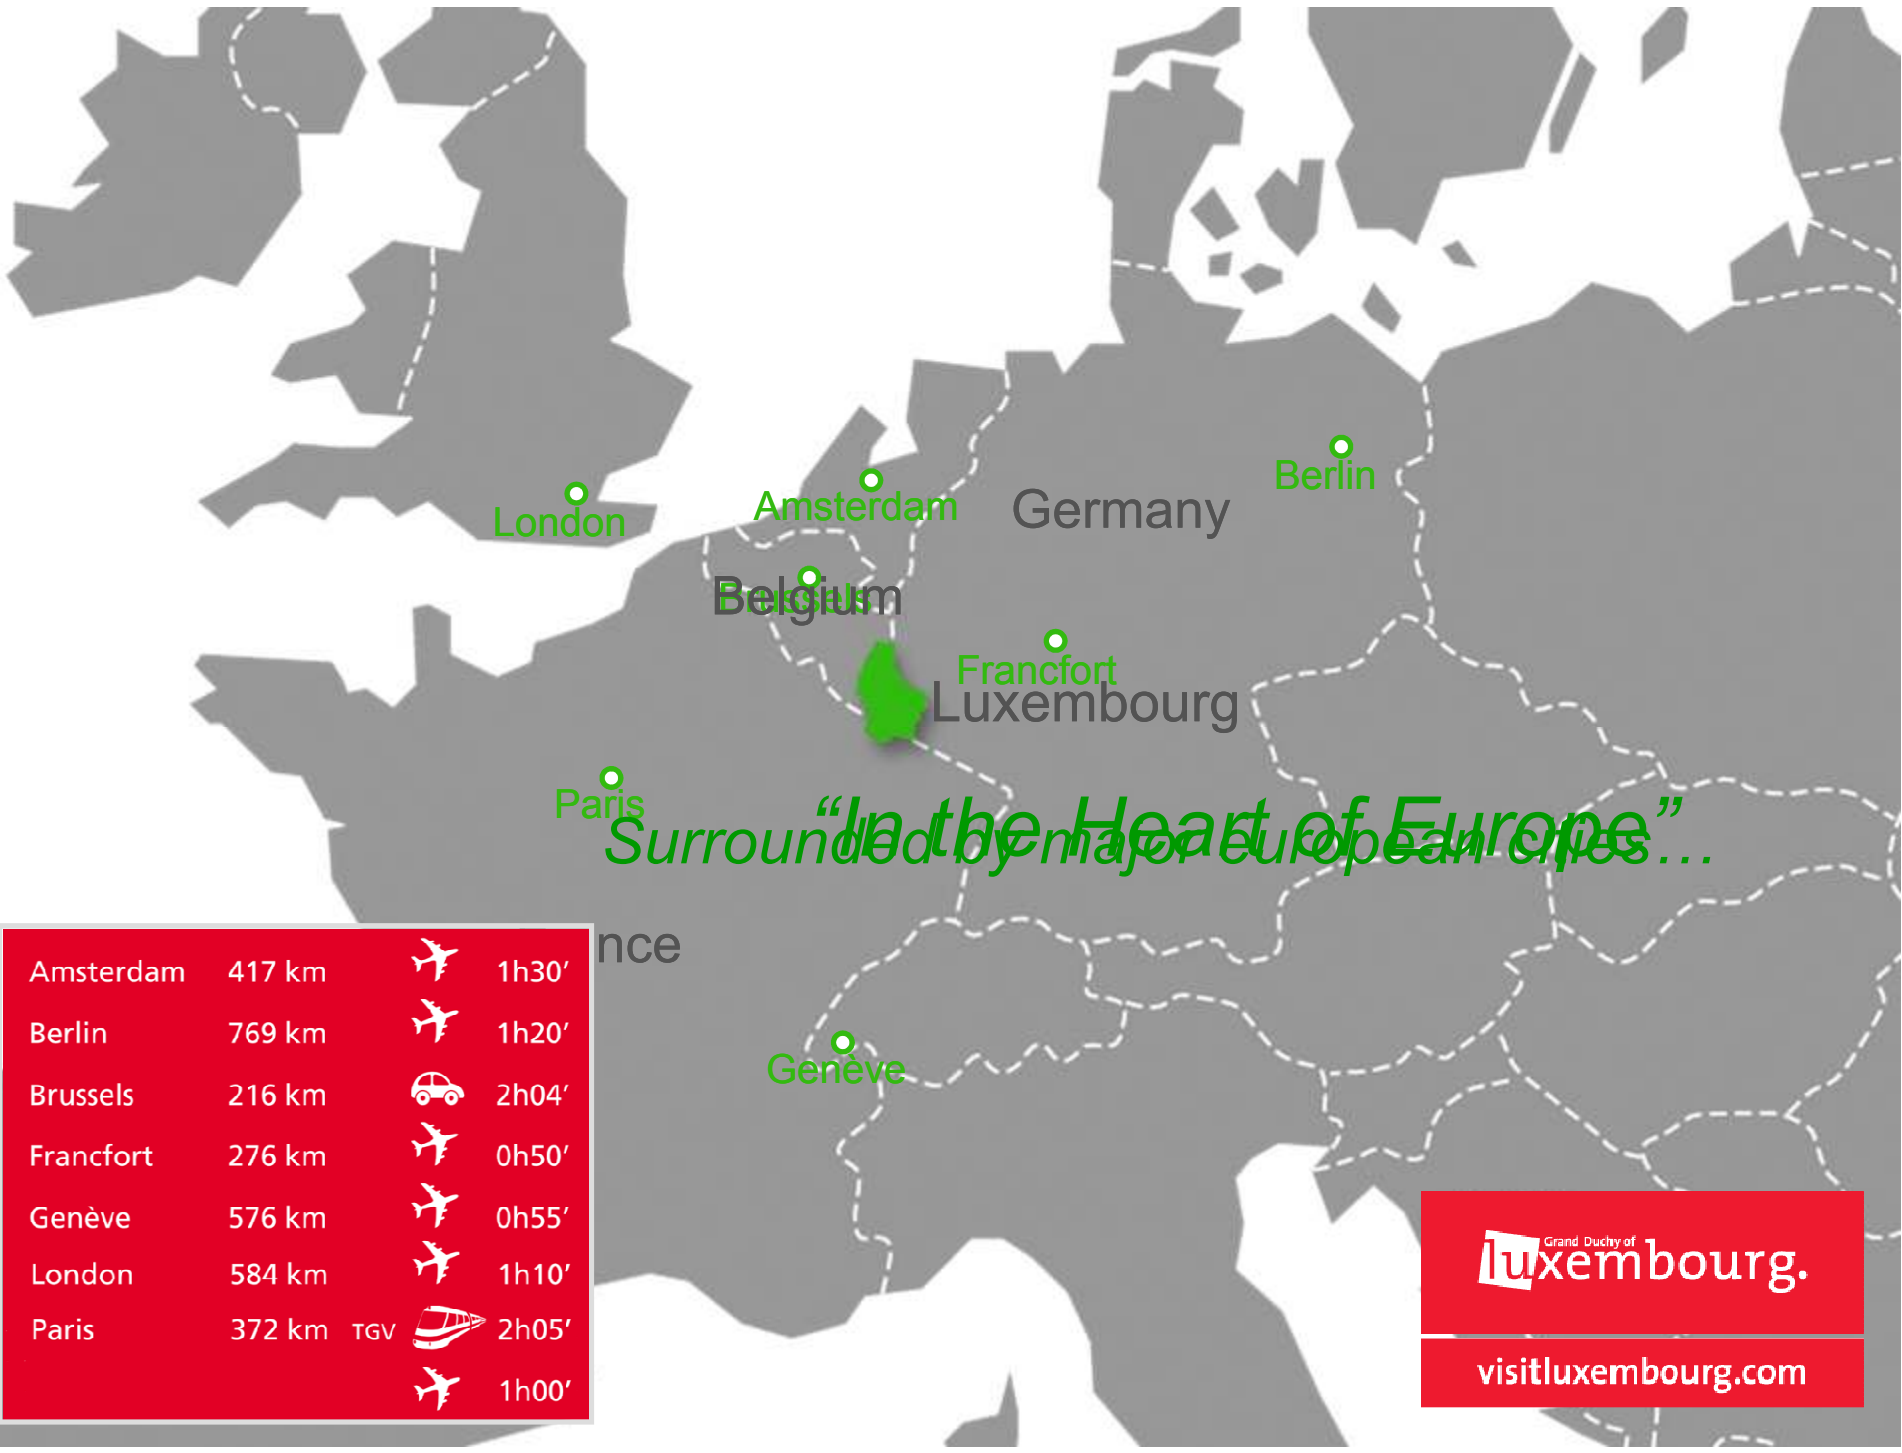 London
Amsterdam
Berlin
Germany
Brussels
Belgium
Francfort
Luxembourg
Paris
“In the Heart of Europe”
Surrounded by major european cities…
nce
Genève
Amsterdam 417 km 1h30’
Berlin 769 km 1h20’
Brussels 216 km 2h04’
Francfort 276 km 0h50’
Genève 576 km 0h55’
London 584 km 1h10’
Paris 372 km TGV 2h05’
1h00’
Grand Duchy of
luxembourg.
visitluxembourg.com